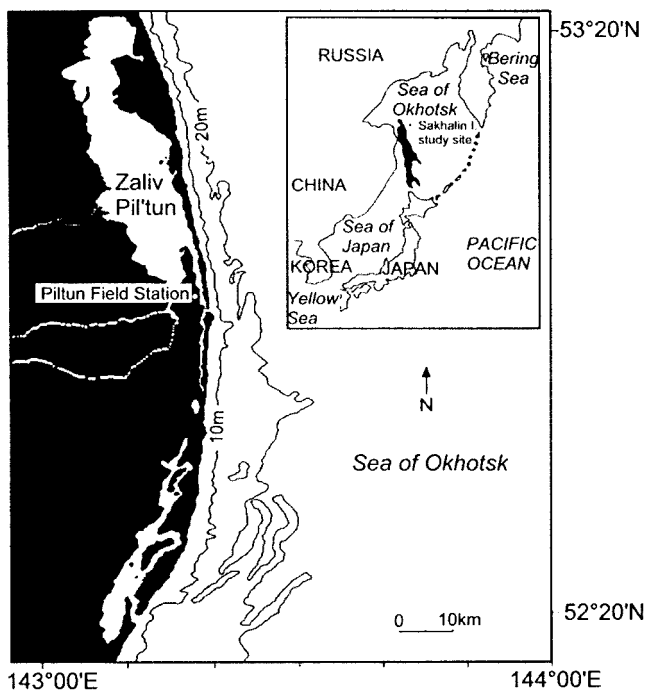 53°20'N
RUSSIA
Bering
Sea
Sea of
Okhotsk
Sakhalin I.
study site
20m
CHINA
Zaliv
Pil'tun
Sea of
Japan
PACIFIC
OCEAN
KOREA
JAPAN
Piltun Field Station
Yellow
Sea
N
10m
Sea of Okhotsk
0 10km
52°20'N
143°00'E
144°00'E